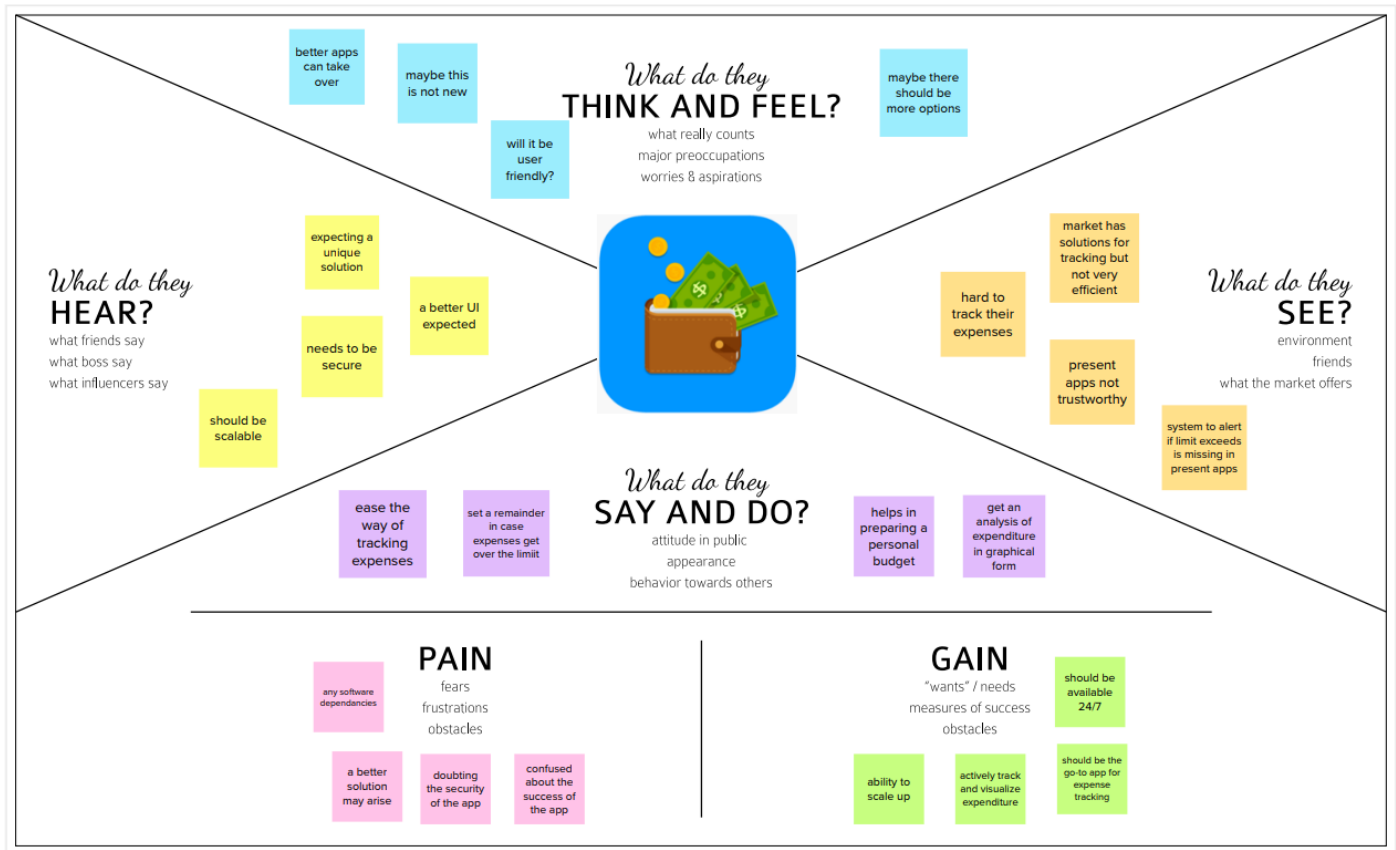 better apps
can take
over
maybe this
is not new
will it be
user
friendly?
What do they
THINK AND FEEL?
what really counts
major preoccupations
worries & aspirations
maybe there
should be
more options
What do they
HEAR?
what friends say
what boss say
what influencers say
expecting a
unique
solution
a better UI
expected
needs to be
secure
should be
scalable
market has
solutions for
tracking but
not very
efficient
hard to
track their
expenses
present
apps not
trustworthy
system to alert
if limit exceeds
is missing in
present apps
What do they
SEE?
environment
friends
what the market offers
ease the
way of
tracking
expenses
set a remainder
in case
expenses get
over the limiit
What do they
SAY AND DO?
attitude in public
appearance
behavior towards others
helps in
preparing a
personal
budget
get an
analysis of
expenditure
in graphical
form
PAIN
fears
frustrations
obstacles
any software
dependancies
a better
solution
may arise
doubting
the security
of the app
confused
about the
success of
the app
GAIN
"wants" / needs
measures of success
obstacles
should be
available
24/7
ability to
scale up
actively track
and visualize
expenditure
should be the
go-to app for
expense
tracking